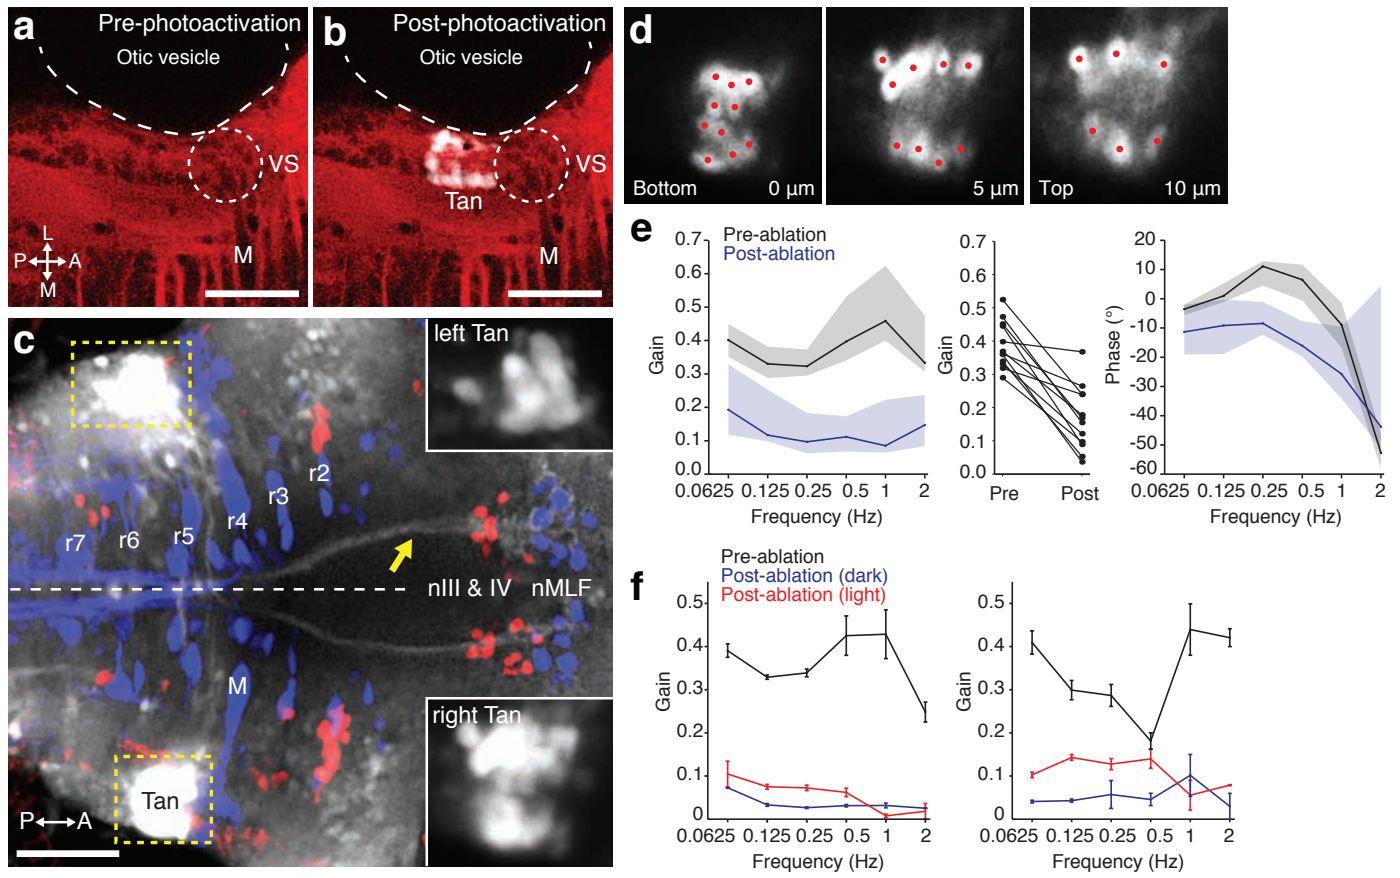 a Pre-photoactivation
Otic vesicle
VS
M
L
P A
M
b Post-photoactivation
Otic vesicle
VS
Tan
M
c
left Tan
r2
r3
r4
r5
r6
r7
nIII & IV nMLF
M
Tan
P A
right Tan
d
Bottom 0 µm
5 µm
Top 10 µm
e
Pre-ablation
Post-ablation
Gain
0.7
0.6
0.5
0.4
0.3
0.2
0.1
0.0
0.0625 0.125 0.25 0.5 1 2
Frequency (Hz)
Gain
0.7
0.6
0.5
0.4
0.3
0.2
0.1
0.0
Pre Post
Phase (°)
20
10
0
-10
-20
-30
-40
-50
-60
0.0625 0.125 0.25 0.5 1 2
Frequency (Hz)
f
Pre-ablation
Post-ablation (dark)
Post-ablation (light)
Gain
0.5
0.4
0.3
0.2
0.1
0
0.0625 0.125 0.25 0.5 1 2
Frequency (Hz)
Gain
0.5
0.4
0.3
0.2
0.1
0
0.0625 0.125 0.25 0.5 1 2
Frequency (Hz)